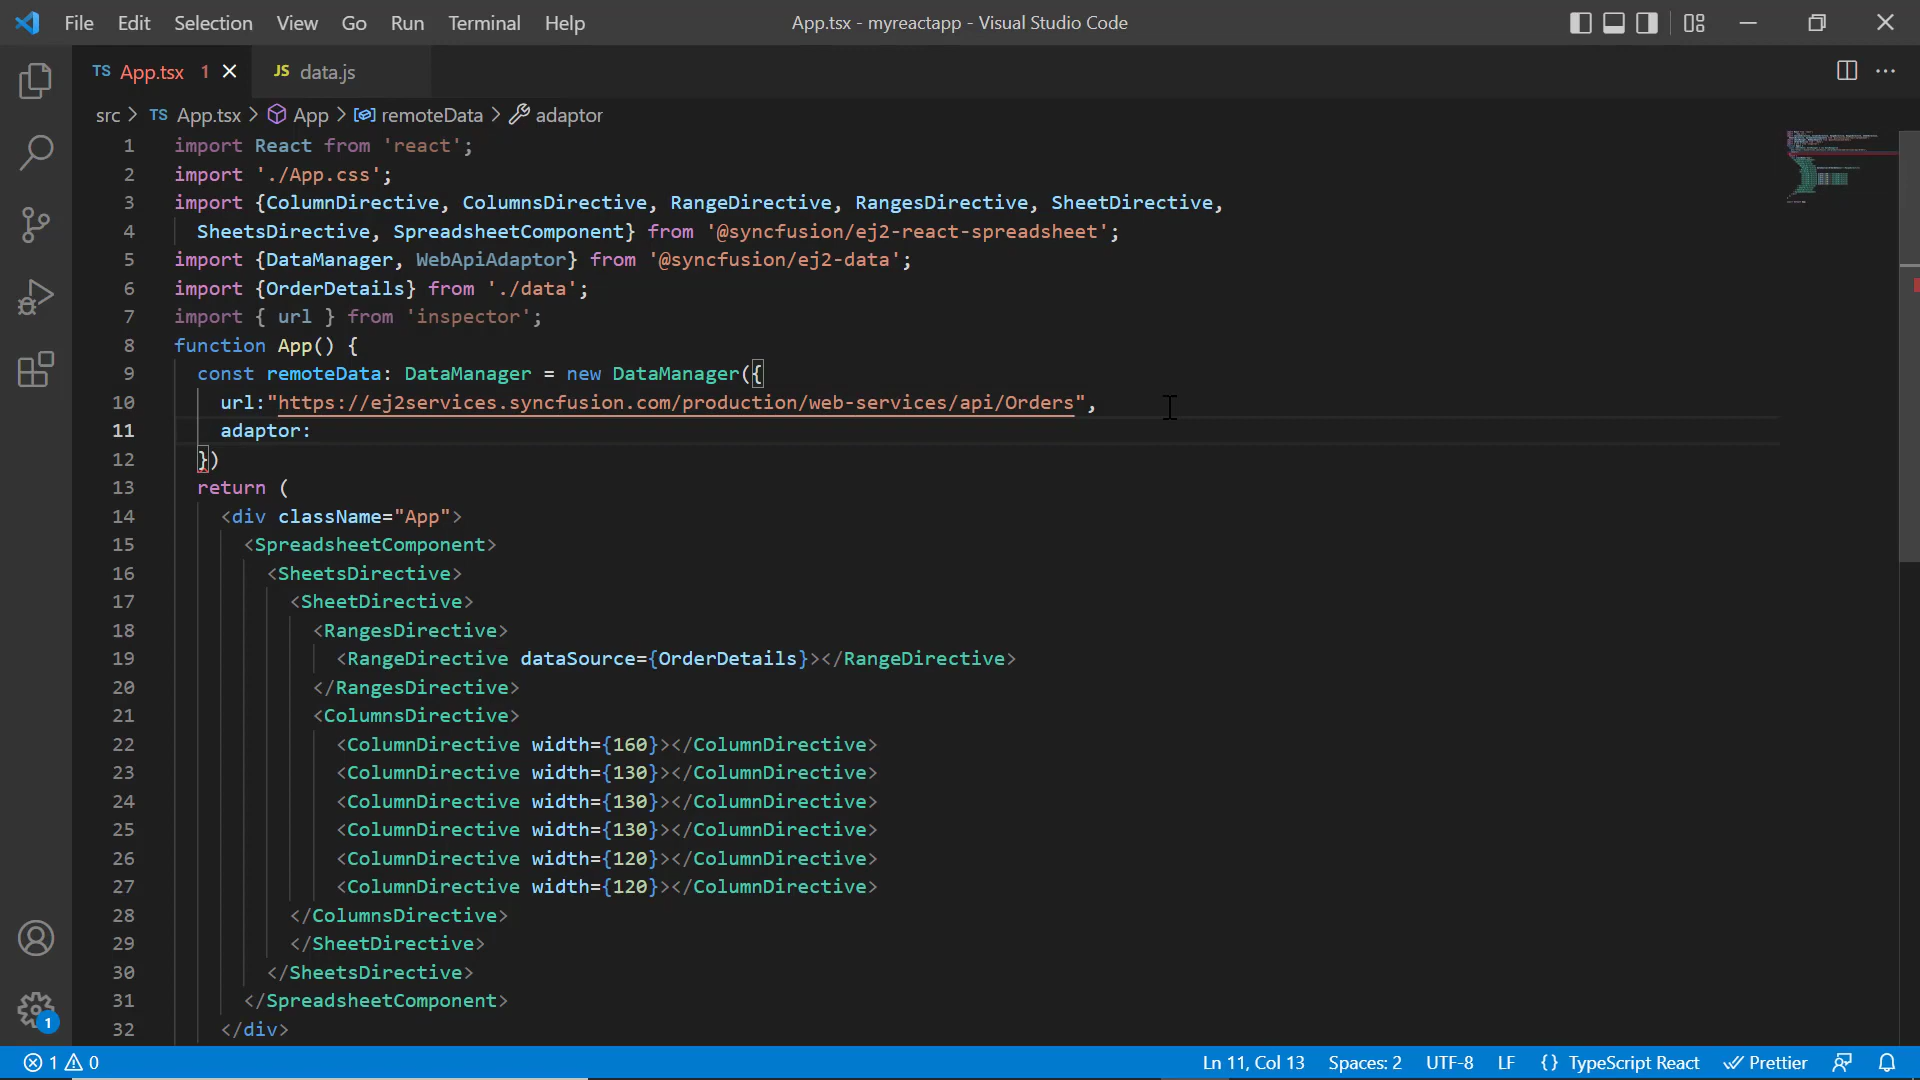 File Edit Selection View Go Run Terminal Help App.tsx - myreactapp - Visual Studio Code
TS App.tsx 1 JS data.js
src > TS App.tsx > App > remoteData > adaptor
1 import React from 'react';
2 import './App.css';
3 import {ColumnDirective, ColumnsDirective, RangeDirective, RangesDirective, SheetDirective,
4 SheetsDirective, SpreadsheetComponent} from '@syncfusion/ej2-react-spreadsheet';
5 import {DataManager, WebApiAdaptor} from '@syncfusion/ej2-data';
6 import {OrderDetails} from './data';
7 import { url } from 'inspector';
8 function App() {
9 const remoteData: DataManager = new DataManager({
10 url:"https://ej2services.syncfusion.com/production/web-services/api/Orders",
11 adaptor:
12 })
13 return (
14 <div className="App">
15 <SpreadsheetComponent>
16 <SheetsDirective>
17 <SheetDirective>
18 <RangesDirective>
19 <RangeDirective dataSource={OrderDetails}></RangeDirective>
20 </RangesDirective>
21 <ColumnsDirective>
22 <ColumnDirective width={160}></ColumnDirective>
23 <ColumnDirective width={130}></ColumnDirective>
24 <ColumnDirective width={130}></ColumnDirective>
25 <ColumnDirective width={130}></ColumnDirective>
26 <ColumnDirective width={120}></ColumnDirective>
27 <ColumnDirective width={120}></ColumnDirective>
28 </ColumnsDirective>
29 </SheetDirective>
30 </SheetsDirective>
31 </SpreadsheetComponent>
32 </div>
1
1 0 Ln 11, Col 13 Spaces: 2 UTF-8 LF {} TypeScript React Prettier